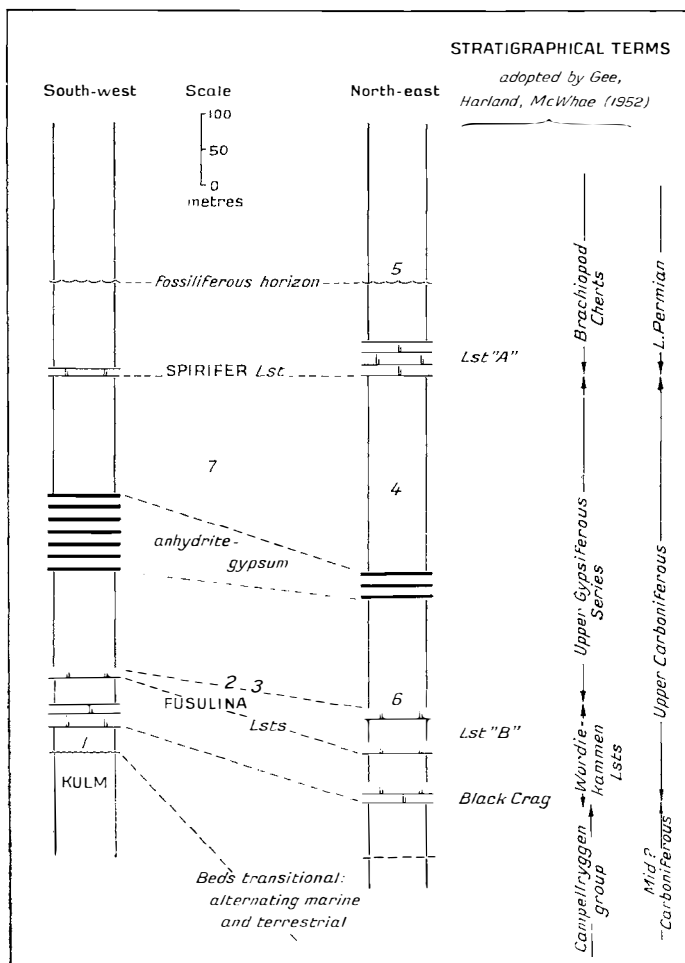 STRATIGRAPHICAL TERMS
adopted by Gee,
Harland, McWhae (1952)
South-west
Scale
North-east
100
50
0
metres
5
Fossiliferous horizon
Brachiopod
Cherts
L. Permian
Lst "A"
SPIRIFER Lst
7
4
anhydrite-
gypsum
Upper Gypsiferous
Series
Upper Carboniferous
2
3
6
FUSULINA
Lsts
Lst "B"
Wordie-
kammen
Lsts
1
KULM
Black Crag
Campellryggen
group
Mid ?
Carboniferous
Beds transitional:
alternating marine
and terrestrial